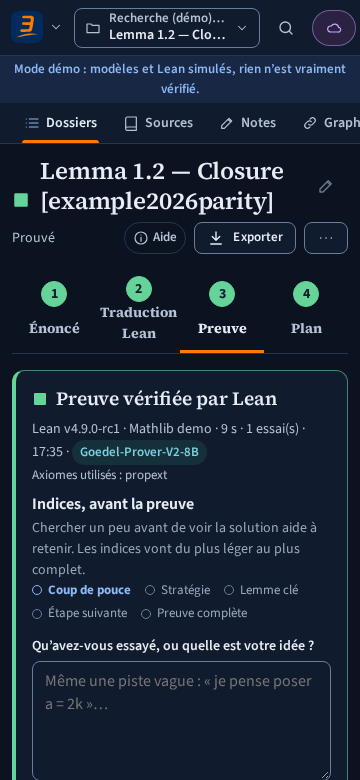 Recherche (démo)…
Lemma 1.2 — Clo…
Mode démo : modèles et Lean simulés, rien n’est vraiment
vérifié.
Dossiers
Sources
Notes
Graph
Lemma 1.2 — Closure
[example2026parity]
Prouvé
Aide
Exporter
1
Énoncé
2
Traduction
Lean
3
Preuve
4
Plan
Preuve vérifiée par Lean
Lean v4.9.0-rc1 · Mathlib demo · 9 s · 1 essai(s) ·
17:35 · Goedel-Prover-V2-8B
Axiomes utilisés : propext
Indices, avant la preuve
Chercher un peu avant de voir la solution aide à
retenir. Les indices vont du plus léger au plus
complet.
Coup de pouce
Stratégie
Lemme clé
Étape suivante
Preuve complète
Qu’avez-vous essayé, ou quelle est votre idée ?
Même une piste vague : « je pense poser
a = 2k »…